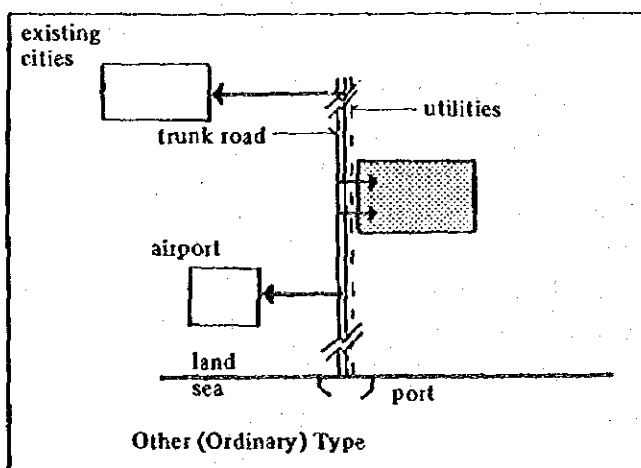 existing
cities
utilities
trunk road
airport
land
sea
port
Other (Ordinary) Type